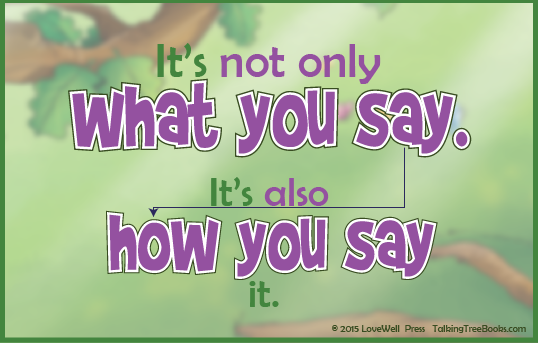 It's not only
what you say.
It's also
how you say
it.
© 2015 LoveWell Press TalkingTreeBooks.com